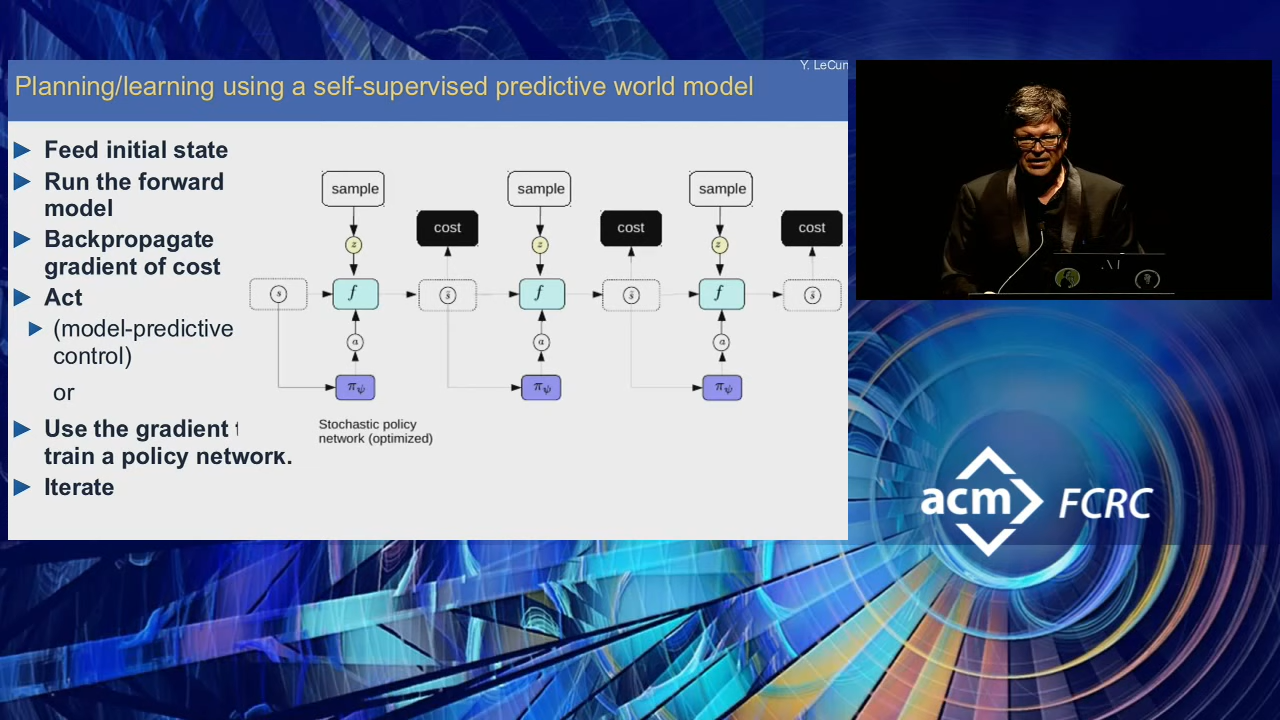 Y. LeCun
Planning/learning using a self-supervised predictive world model
Feed initial state
Run the forward
model
Backpropagate
gradient of cost
Act
(model-predictive
control)
or
Use the gradient
train a policy network.
Iterate
sample
sample
sample
cost
cost
cost
z
z
z
s
f
ŝ
f
ŝ
f
ŝ
a
a
a
πψ
πψ
πψ
Stochastic policy
network (optimized)
acm FCRC